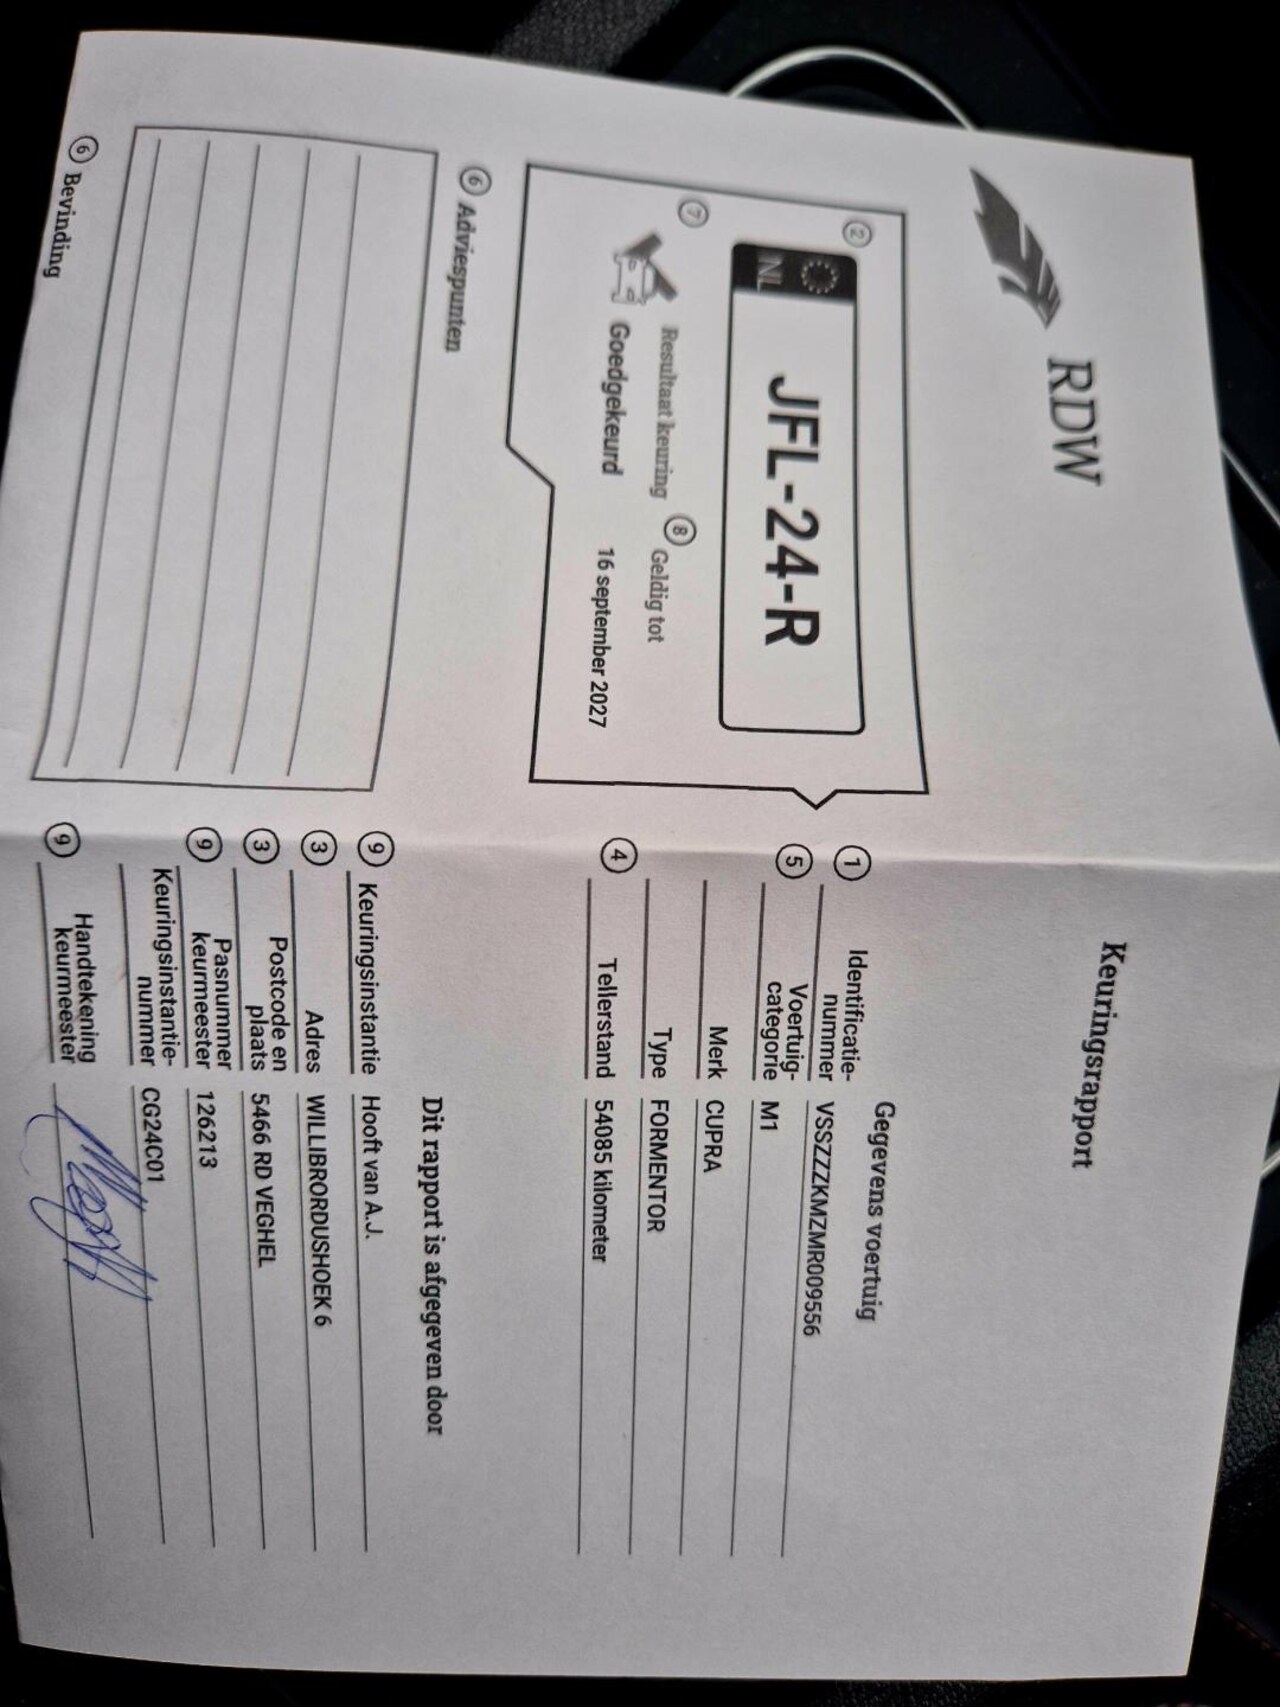 RDW
Keuringsrapport
2
NL
JFL-24-R
7 Resultaat keuring
Goedgekeurd
8 Geldig tot
16 september 2027
6 Adviespunten
6 Bevinding
Gegevens voertuig
1 Identificatie-
nummer VSSZZZKMZMR009556
5 Voertuig-
categorie M1
Merk CUPRA
Type FORMENTOR
4 Tellerstand 54085 kilometer
Dit rapport is afgegeven door
9 Keuringsinstantie Hooft van A.J.
3 Adres WILLIBRORDUSHOEK 6
3 Postcode en
plaats 5466 RD VEGHEL
9 Pasnummer
keurmeester 126213
Keuringsinstantie-
nummer CG24C01
9 Handtekening
keurmeester